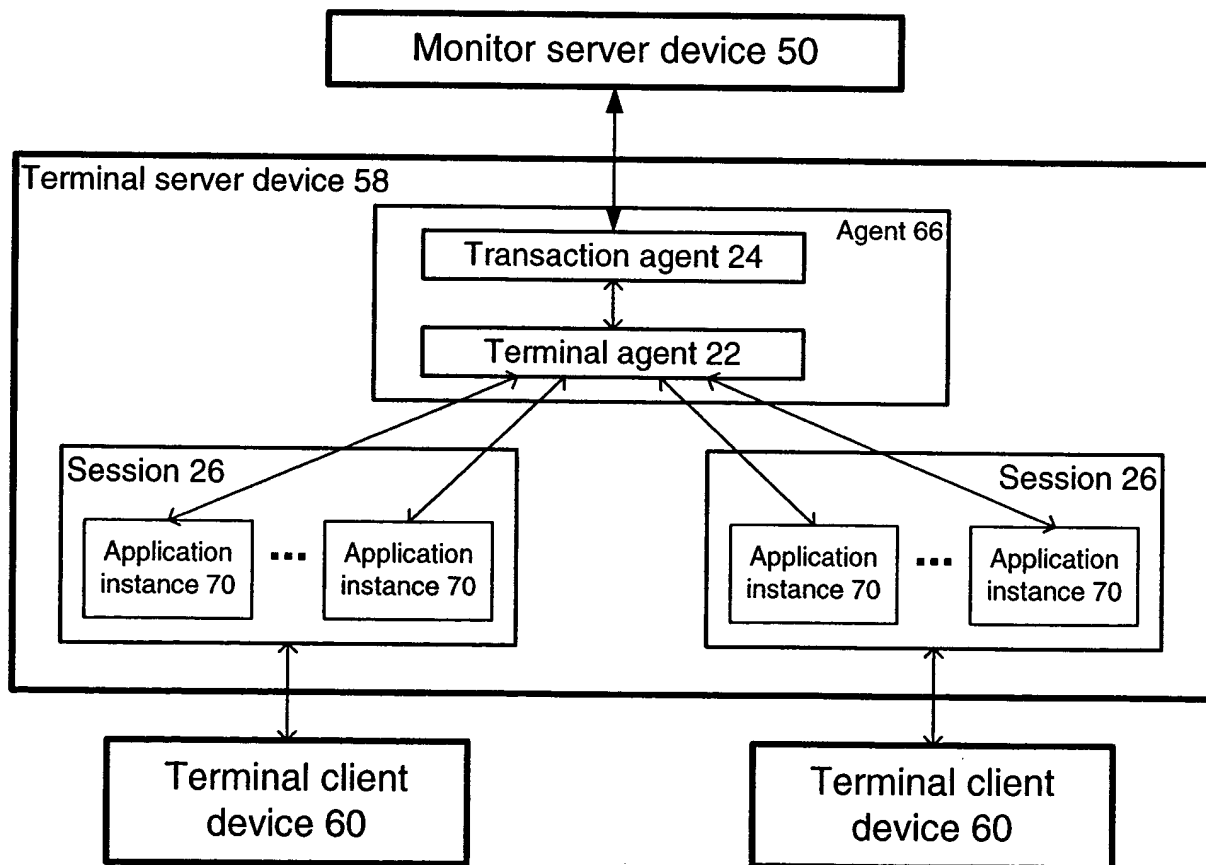 Monitor server device 50
Terminal server device 58
Agent 66
Transaction agent 24
Terminal agent 22
Session 26
Session 26
Application
instance 70
...
Application
instance 70
Application
instance 70
...
Application
instance 70
Terminal client
device 60
Terminal client
device 60